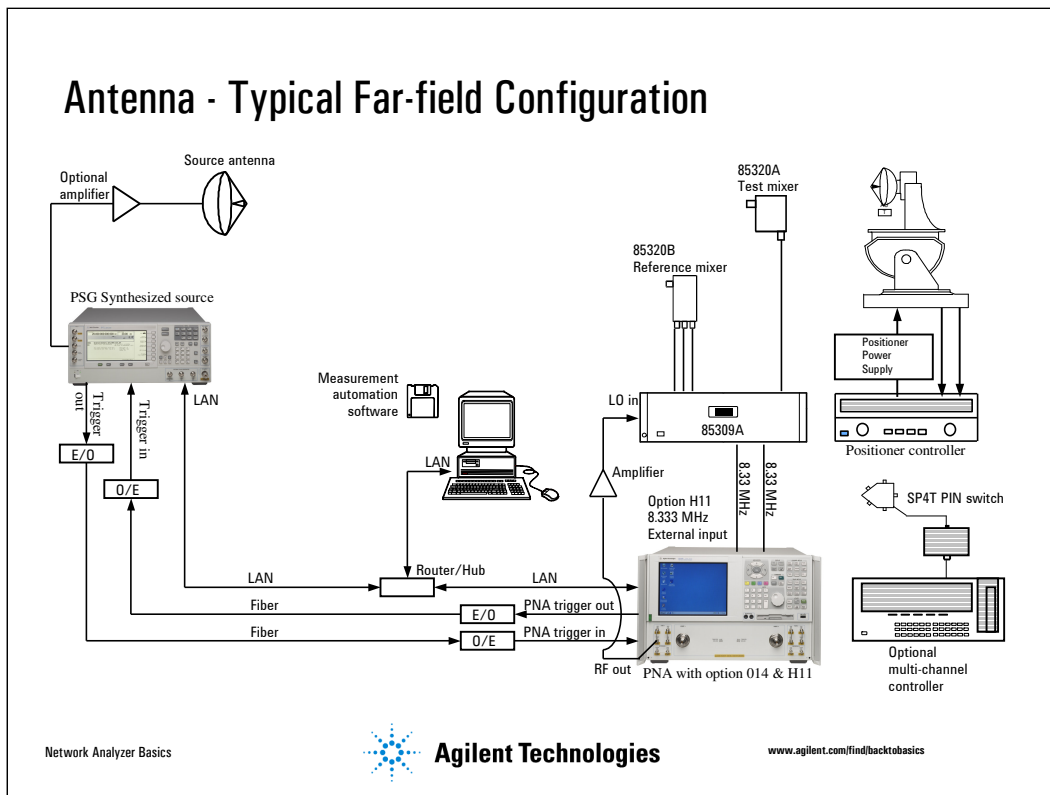 Antenna - Typical Far-field Configuration
Source antenna
Optional
amplifier
85320A
Test mixer
85320B
Reference mixer
PSG Synthesized source
Positioner
Power
Supply
Measurement
automation
software
LO in
85309A
LAN
Trigger
out
Trigger in
Positioner controller
E/O
O/E
LAN
Amplifier
8.33 MHz
8.33 MHz
SP4T PIN switch
Option H11
8.333 MHz
External input
Router/Hub
LAN
LAN
Fiber
E/O
PNA trigger out
Fiber
O/E
PNA trigger in
RF out
PNA with option 014 & H11
Optional
multi-channel
controller
Network Analyzer Basics
Agilent Technologies
www.agilent.com/find/backtobasics